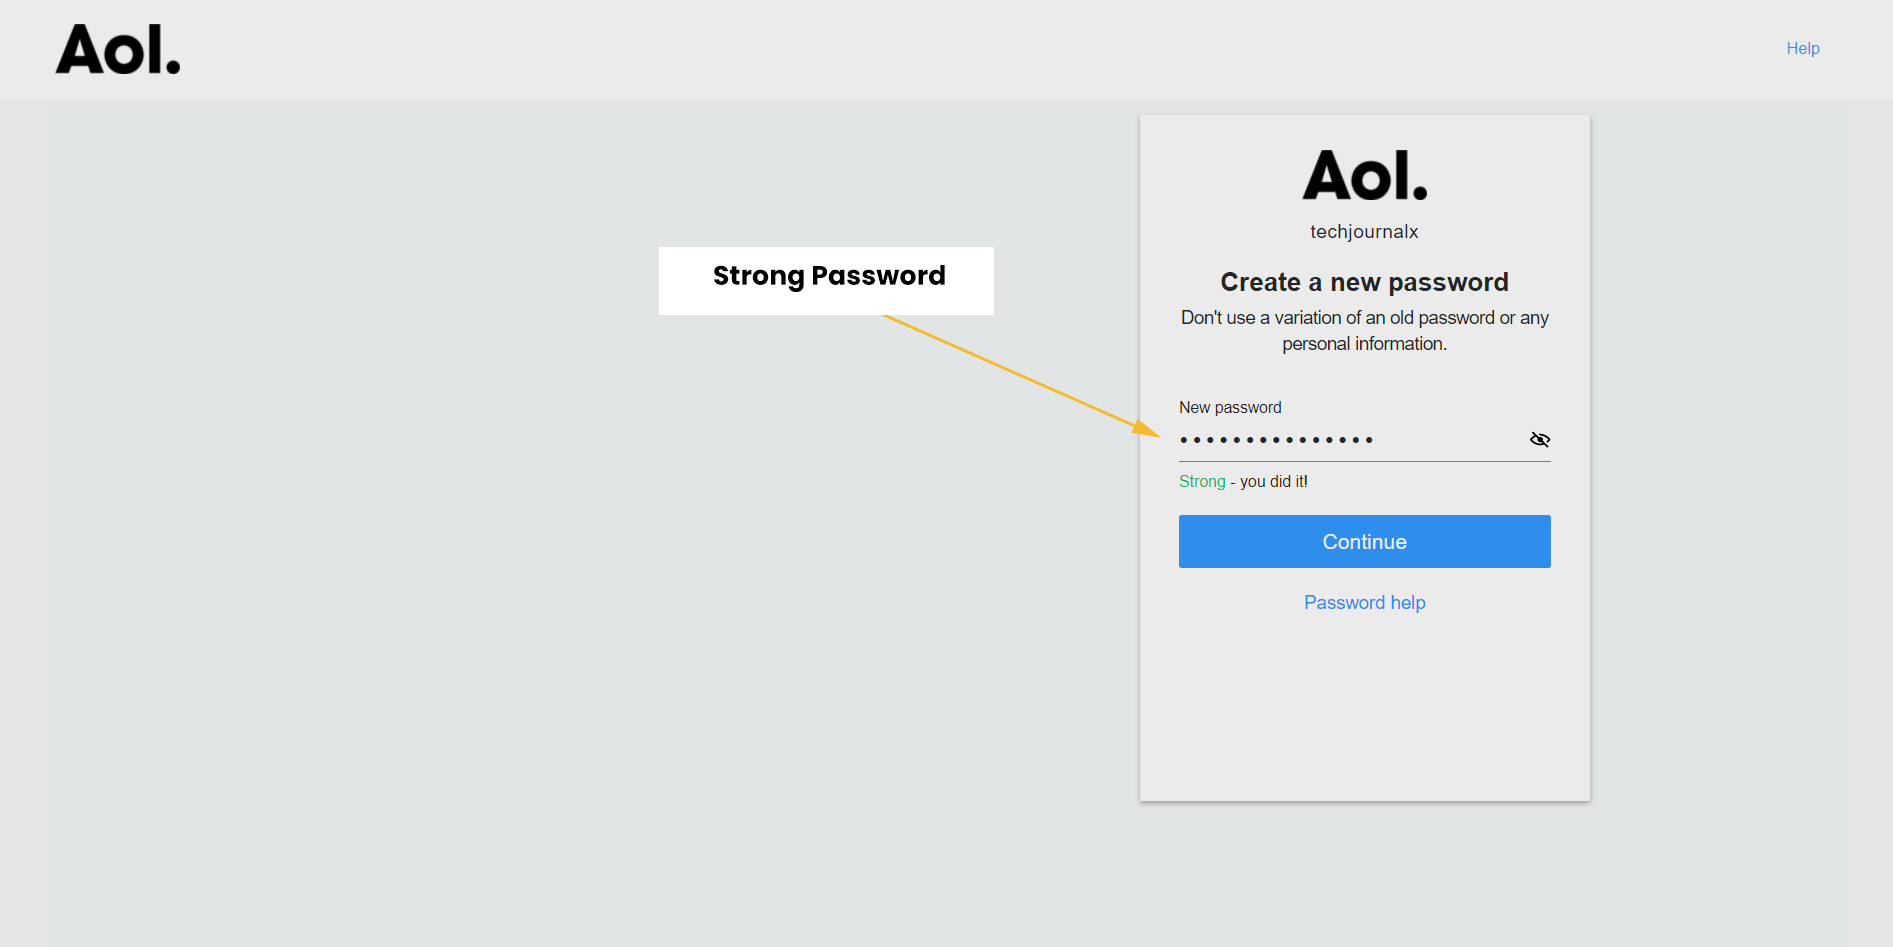 Aol.
Help
Aol.
techjournalx
Strong Password
Create a new password
Don't use a variation of an old password or any
personal information.
New password
•••••••••••••••
Strong - you did it!
Continue
Password help